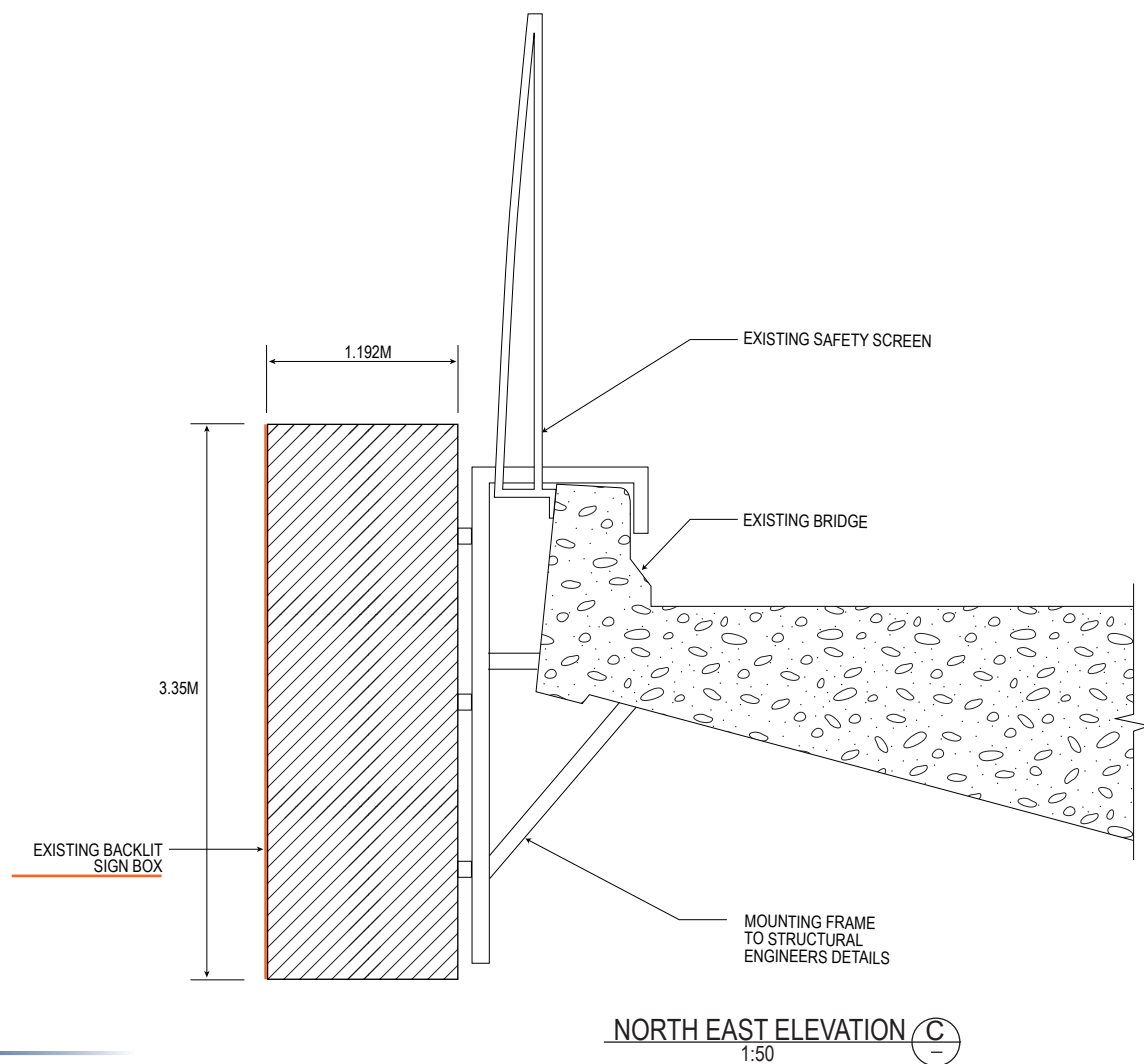 1.192M
EXISTING SAFETY SCREEN
EXISTING BRIDGE
3.35M
EXISTING BACKLIT
SIGN BOX
MOUNTING FRAME
TO STRUCTURAL
ENGINEERS DETAILS
NORTH EAST ELEVATION C
1:50 –